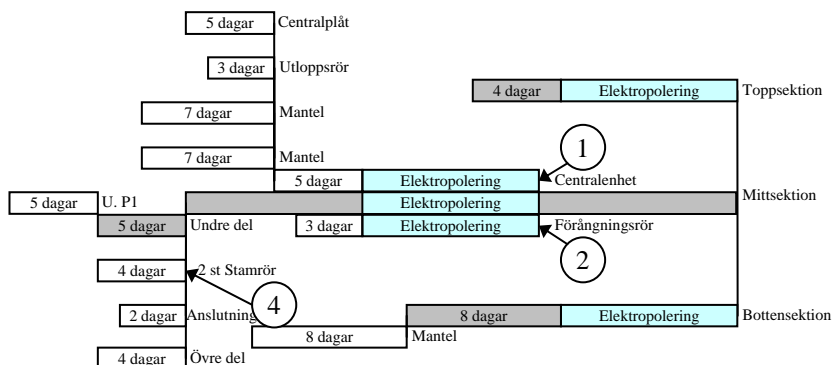 5 dagar Centralplåt
3 dagar Utloppsrör
4 dagar Elektropolering Toppsektion
7 dagar Mantel
7 dagar Mantel
1
5 dagar Elektropolering Centralenhet
5 dagar U. P1 Elektropolering Mittsektion
5 dagar Undre del 3 dagar Elektropolering Förångningsrör
2
4 dagar 2 st Stamrör
4
2 dagar Anslutning 8 dagar Elektropolering Bottensektion
8 dagar Mantel
4 dagar Övre del